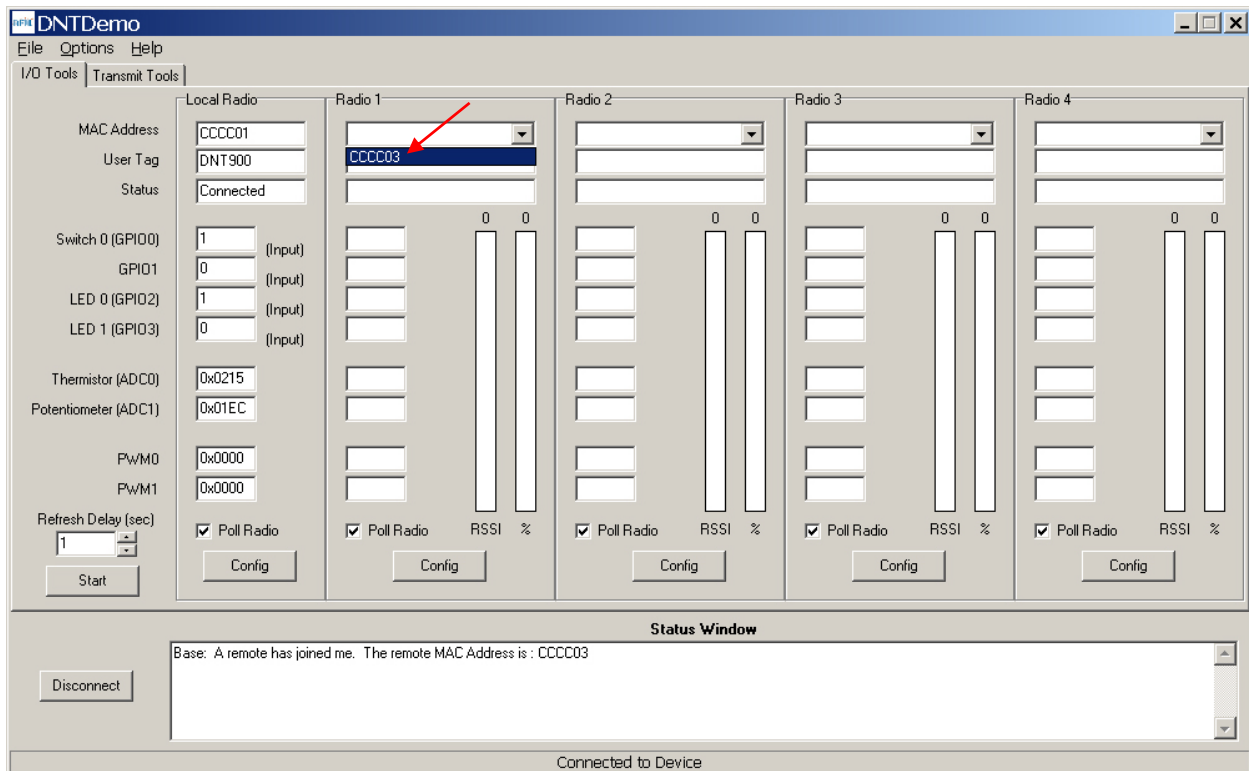 DNTDemo
File Options Help
I/O Tools Transmit Tools
Local Radio Radio 1 Radio 2 Radio 3 Radio 4
MAC Address CCCC01
User Tag DNT900 CCCC03
Status Connected
0 0 0 0 0 0 0 0
Switch 0 (GPIO0) 1 (Input)
GPIO1 0 (Input)
LED 0 (GPIO2) 1 (Input)
LED 1 (GPIO3) 0 (Input)
Thermistor (ADC0) 0x0215
Potentiometer (ADC1) 0x01EC
PWM0 0x0000
PWM1 0x0000
Refresh Delay (sec)
1
Poll Radio Poll Radio RSSI % Poll Radio RSSI % Poll Radio RSSI % Poll Radio RSSI %
Start Config Config Config Config Config
Status Window
Base: A remote has joined me. The remote MAC Address is : CCCC03
Disconnect
Connected to Device